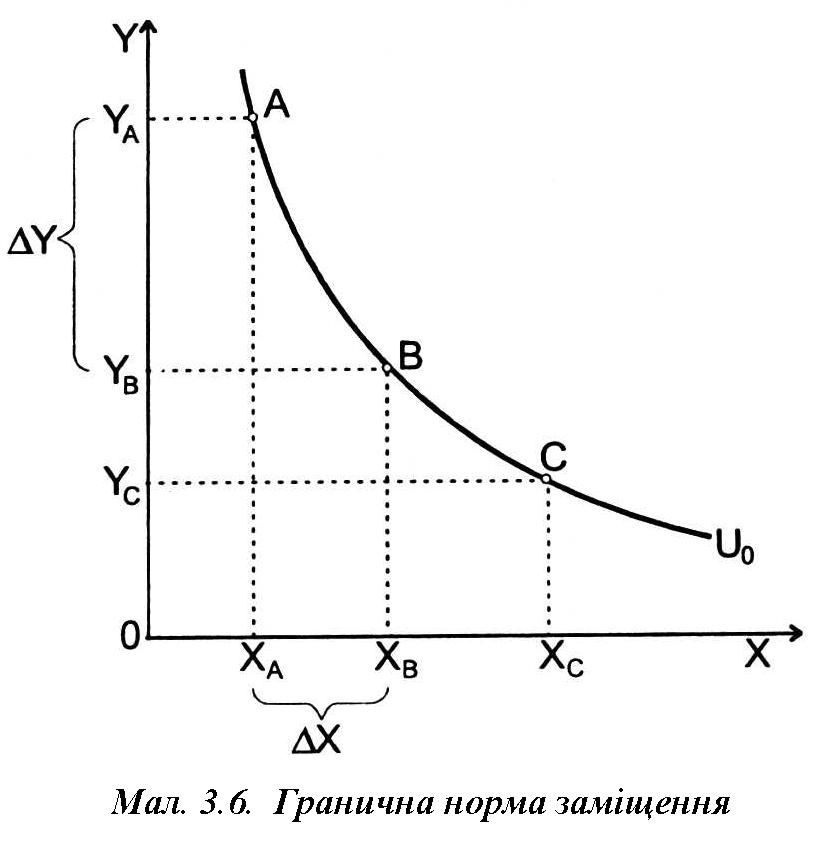 Y
Y_A
A
ΔY
Y_B
B
Y_C
C
U_0
0
X_A
X_B
X_C
X
ΔX
Мал. 3.6. Гранична норма заміщення